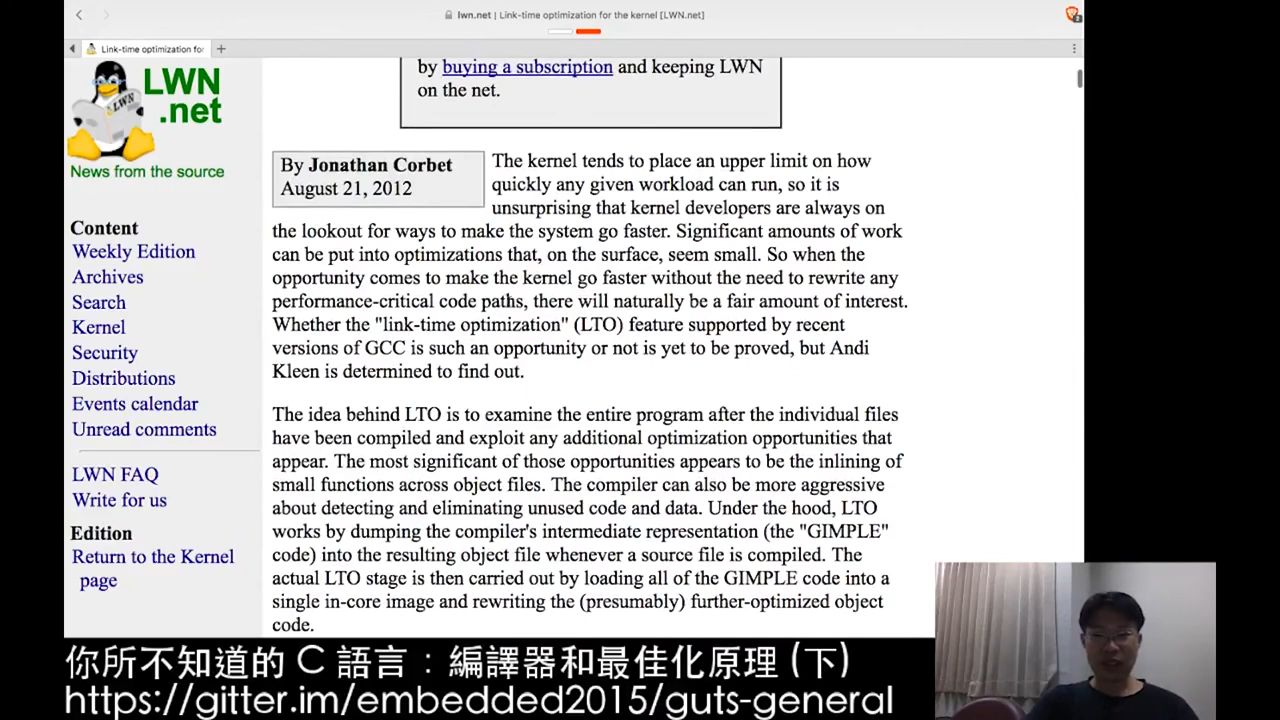 lwn.net | Link-time optimization for the kernel [LWN.net]
Link-time optimization for
LWN
.net
News from the source
Content
Weekly Edition
Archives
Search
Kernel
Security
Distributions
Events calendar
Unread comments
LWN FAQ
Write for us
Edition
Return to the Kernel
page
by buying a subscription and keeping LWN
on the net.
By Jonathan Corbet
August 21, 2012
The kernel tends to place an upper limit on how
quickly any given workload can run, so it is
unsurprising that kernel developers are always on
the lookout for ways to make the system go faster. Significant amounts of work
can be put into optimizations that, on the surface, seem small. So when the
opportunity comes to make the kernel go faster without the need to rewrite any
performance-critical code paths, there will naturally be a fair amount of interest.
Whether the "link-time optimization" (LTO) feature supported by recent
versions of GCC is such an opportunity or not is yet to be proved, but Andi
Kleen is determined to find out.
The idea behind LTO is to examine the entire program after the individual files
have been compiled and exploit any additional optimization opportunities that
appear. The most significant of those opportunities appears to be the inlining of
small functions across object files. The compiler can also be more aggressive
about detecting and eliminating unused code and data. Under the hood, LTO
works by dumping the compiler's intermediate representation (the "GIMPLE"
code) into the resulting object file whenever a source file is compiled. The
actual LTO stage is then carried out by loading all of the GIMPLE code into a
single in-core image and rewriting the (presumably) further-optimized object
code.
你所不知道的 C 語言：編譯器和最佳化原理 (下)
https://gitter.im/embedded2015/guts-general